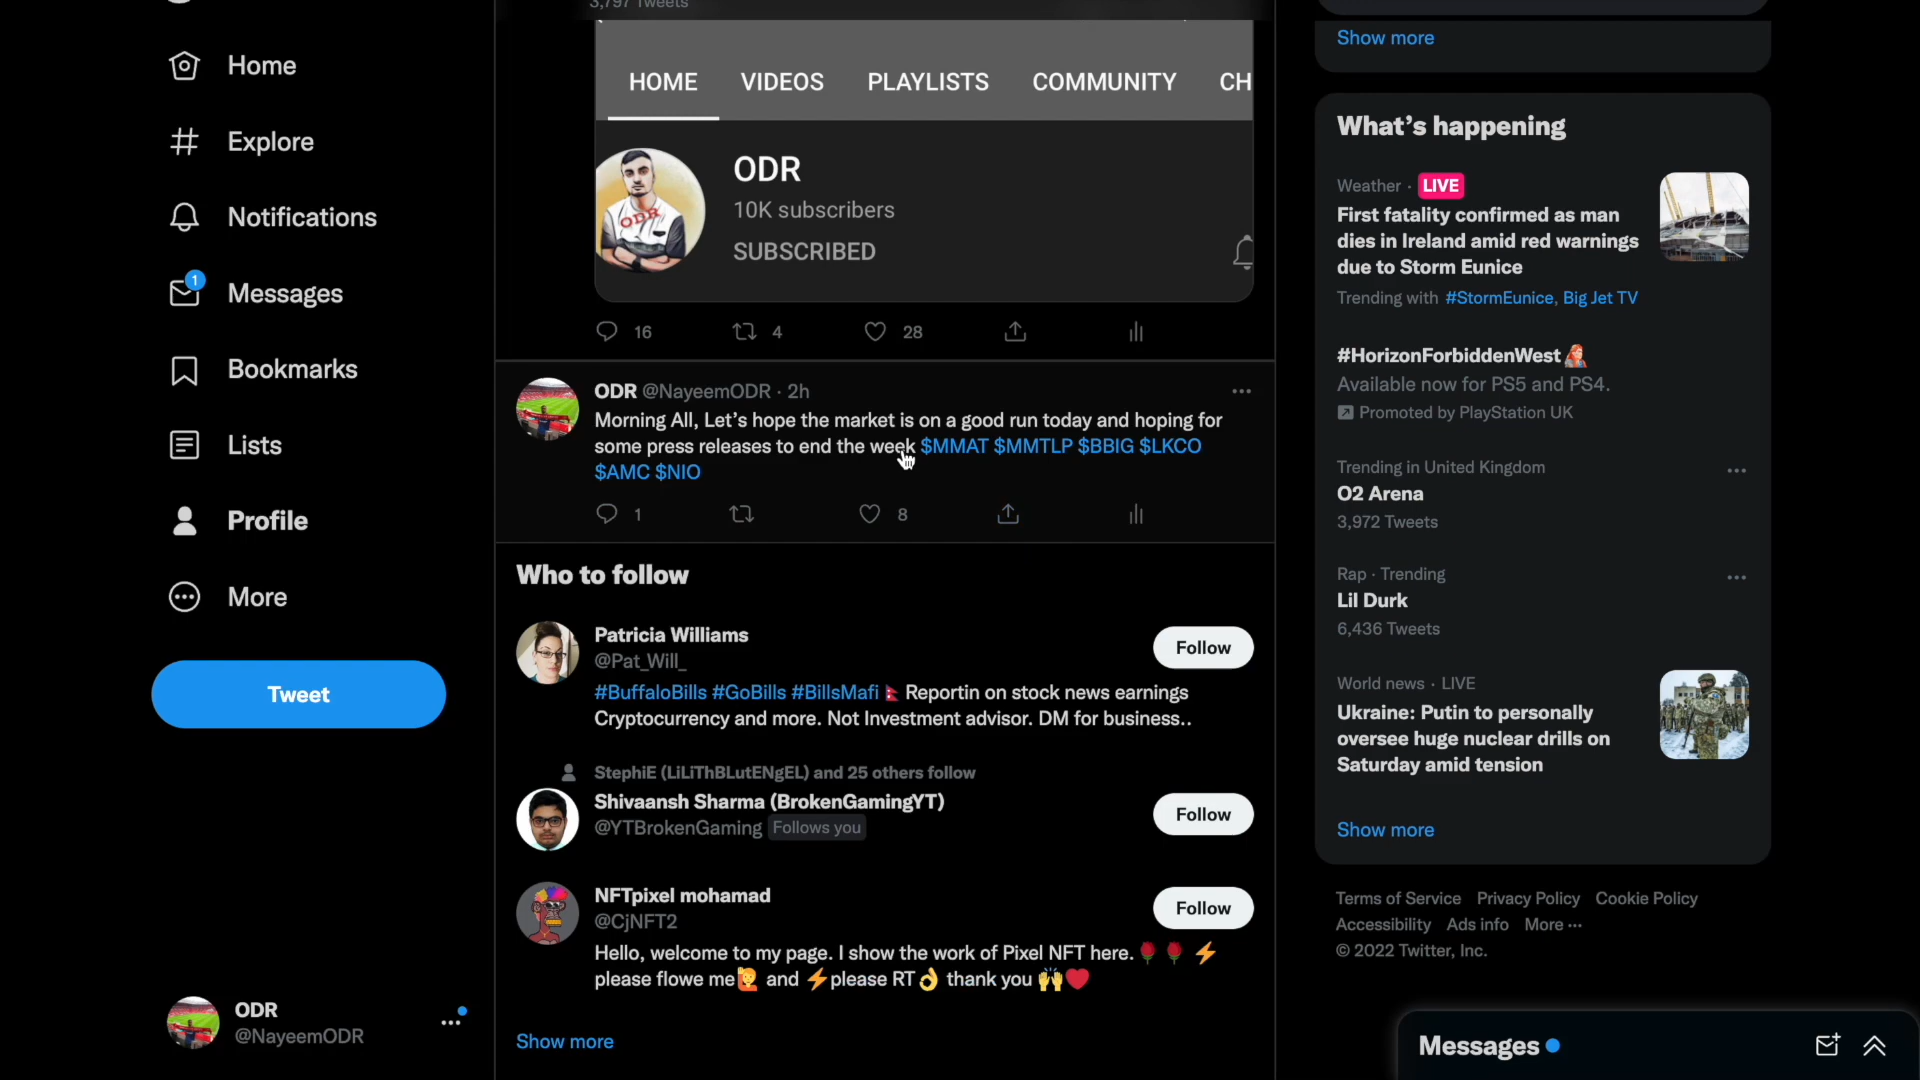 3,797 Tweets
Home
Explore
Notifications
1
Messages
Bookmarks
Lists
Profile
More
Tweet
ODR
@NayeemODR
HOME VIDEOS PLAYLISTS COMMUNITY CH
ODR
ODR
10K subscribers
SUBSCRIBED
16 4 28
ODR @NayeemODR · 2h
Morning All, Let's hope the market is on a good run today and hoping for
some press releases to end the week $MMAT $MMTLP $BBIG $LKCO
$AMC $NIO
1 8
Who to follow
Patricia Williams
@Pat_Will_
Follow
#BuffaloBills #GoBills #BillsMafi Reportin on stock news earnings
Cryptocurrency and more. Not Investment advisor. DM for business..
StephiE (LiLiThBLutENgEL) and 25 others follow
Shivaansh Sharma (BrokenGamingYT)
@YTBrokenGaming Follows you
Follow
NFTpixel mohamad
@CjNFT2
Follow
Hello, welcome to my page. I show the work of Pixel NFT here.🌹🌹⚡
please flowe me🙋 and ⚡please RT👌 thank you 🙌❤️
Show more
Show more
What's happening
Weather · LIVE
First fatality confirmed as man
dies in Ireland amid red warnings
due to Storm Eunice
Trending with #StormEunice, Big Jet TV
#HorizonForbiddenWest
Available now for PS5 and PS4.
Promoted by PlayStation UK
Trending in United Kingdom
O2 Arena
3,972 Tweets
Rap · Trending
Lil Durk
6,436 Tweets
World news · LIVE
Ukraine: Putin to personally
oversee huge nuclear drills on
Saturday amid tension
Show more
Terms of Service Privacy Policy Cookie Policy
Accessibility Ads info More ···
© 2022 Twitter, Inc.
Messages